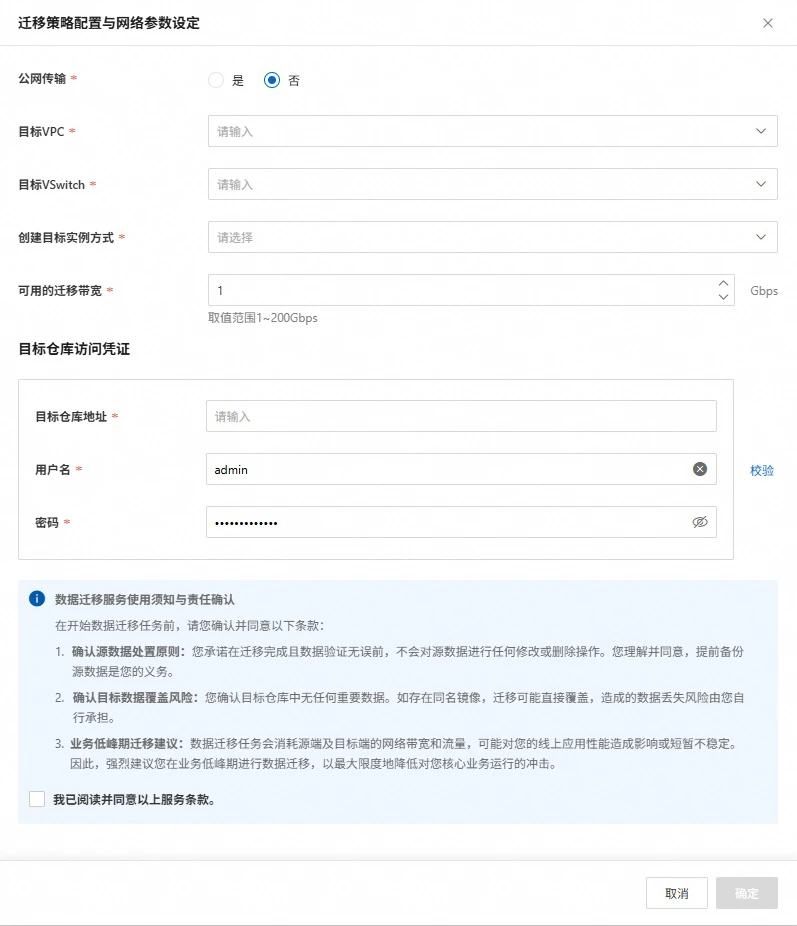 迁移策略配置与网络参数设定
公网传输 *
是 否
目标VPC *
请输入
目标VSwitch *
请输入
创建目标实例方式 *
请选择
可用的迁移带宽 *
1
Gbps
取值范围1~200Gbps
目标仓库访问凭证
目标仓库地址 *
请输入
用户名 *
admin
校验
密码 *
•••••••••••••
数据迁移服务使用须知与责任确认
在开始数据迁移任务前，请您确认并同意以下条款：
1. 确认源数据处置原则：您承诺在迁移完成且数据验证无误前，不会对源数据进行任何修改或删除操作。您理解并同意，提前备份
源数据是您的义务。
2. 确认目标数据覆盖风险：您确认目标仓库中无任何重要数据。如存在同名镜像，迁移可能直接覆盖，造成的数据丢失风险由您自
行承担。
3. 业务低峰期迁移建议：数据迁移任务会消耗源端及目标端的网络带宽和流量，可能对您的线上应用性能造成影响或短暂不稳定。
因此，强烈建议您在业务低峰期进行数据迁移，以最大限度地降低对您核心业务运行的冲击。
我已阅读并同意以上服务条款。
取消
确定